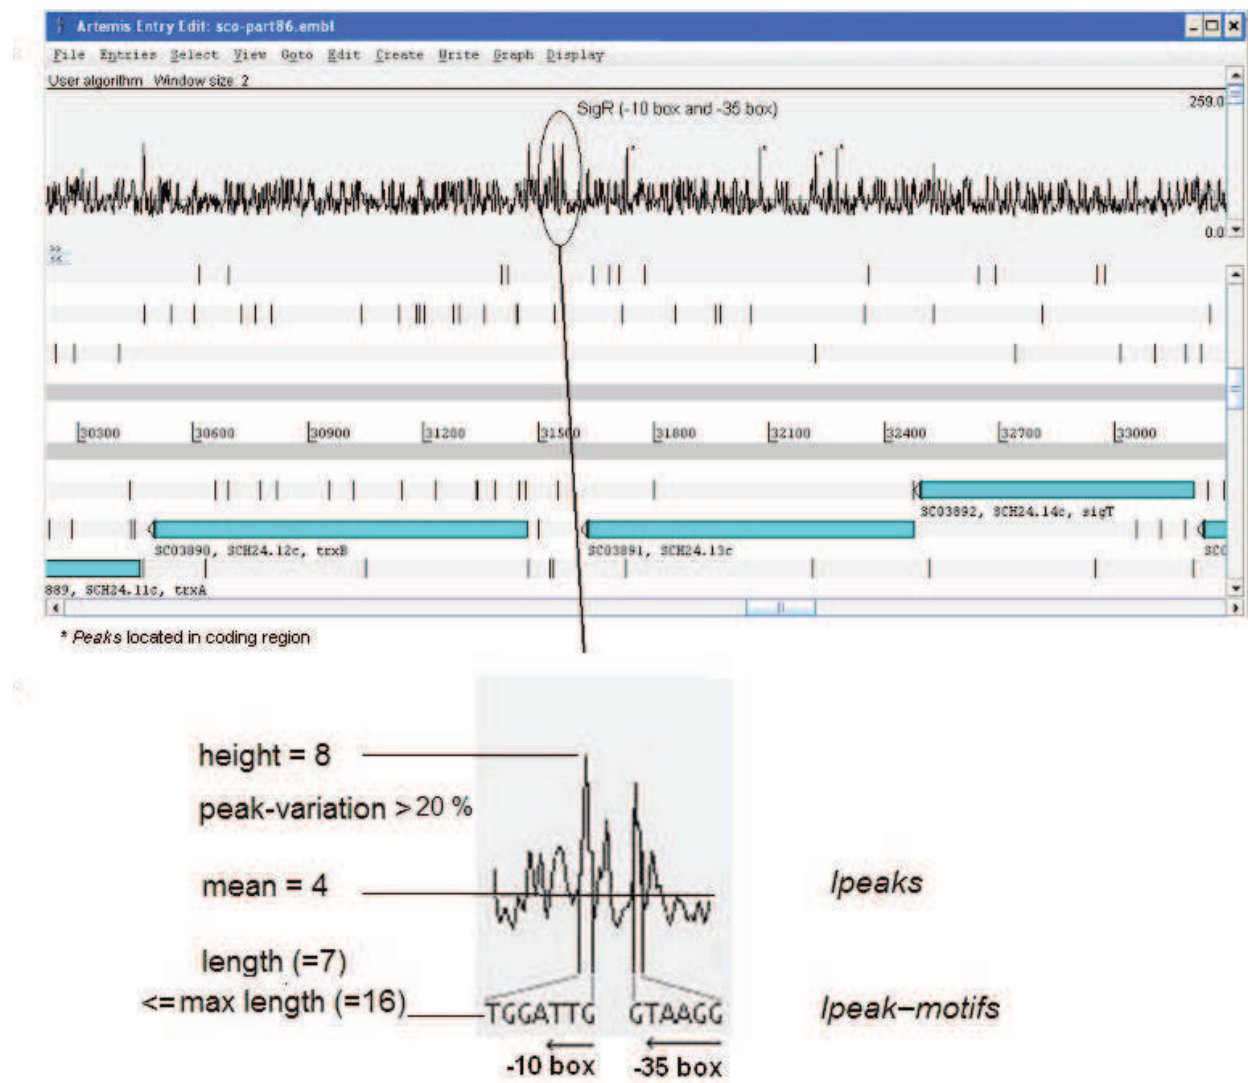 Artemis Entry Edit: sco-part86.embl
File Entries Select View Goto Edit Create Write Graph Display
User algorithm Window size: 2
SigR (-10 box and -35 box)
259.0
0.0
>>
<<
30300 30600 30900 31200 31500 31800 32100 32400 32700 33000
SCO3892, SCH24.14c, sigT
SCO3890, SCH24.12c, trxB
SCO3891, SCH24.13c
SCO
889, SCH24.11c, trxA
* Peaks located in coding region
height = 8
peak-variation > 20 %
mean = 4
lpeaks
length (=7)
<=max length (=16)
TGGATTG GTAAGG
lpeak-motifs
-10 box -35 box